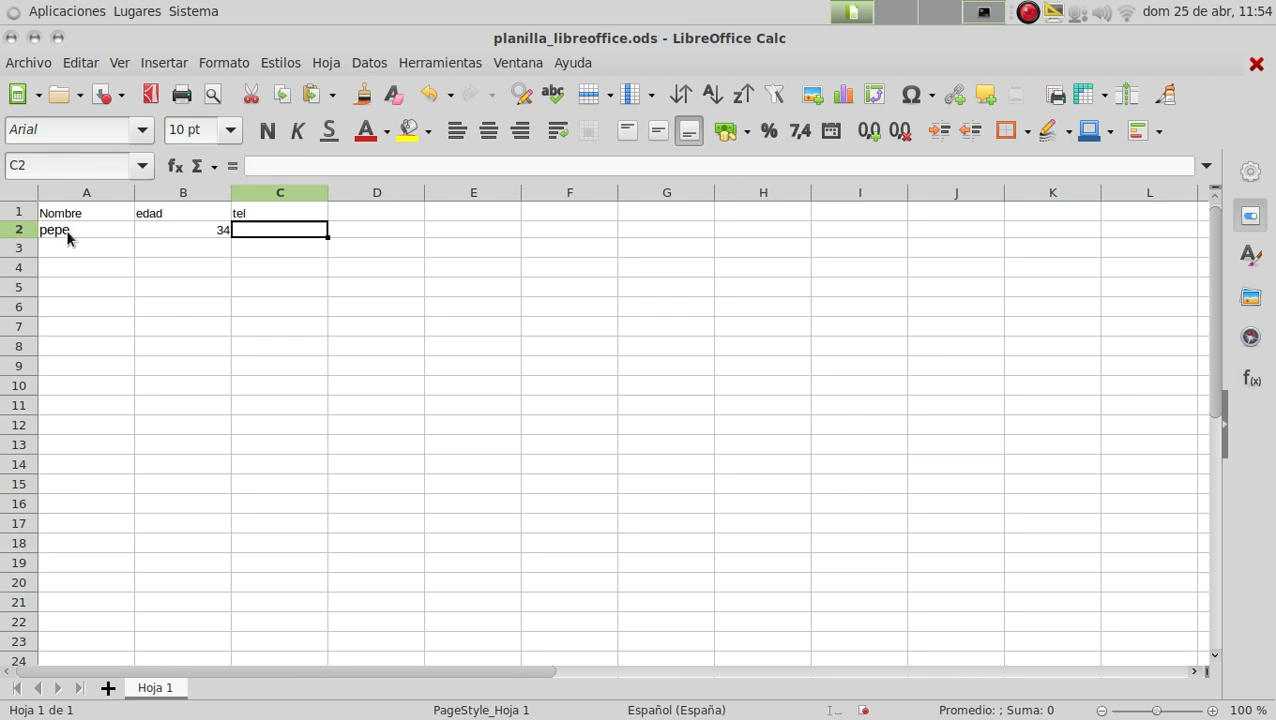 Aplicaciones Lugares Sistema
dom 25 de abr, 11:54
planilla_libreoffice.ods - LibreOffice Calc
Archivo Editar Ver Insertar Formato Estilos Hoja Datos Herramientas Ventana Ayuda
abc
Arial 10 pt N K S A % 7,4 0,0 0,0
C2 fx Σ =
A B C D E F G H I J K L
1 Nombre edad tel
2 pepe 34
3
4
5
6
7
8
9
10
11
12
13
14
15
16
17
18
19
20
21
22
23
24
Hoja 1
Hoja 1 de 1 PageStyle_Hoja 1 Español (España) Promedio: ; Suma: 0 100 %